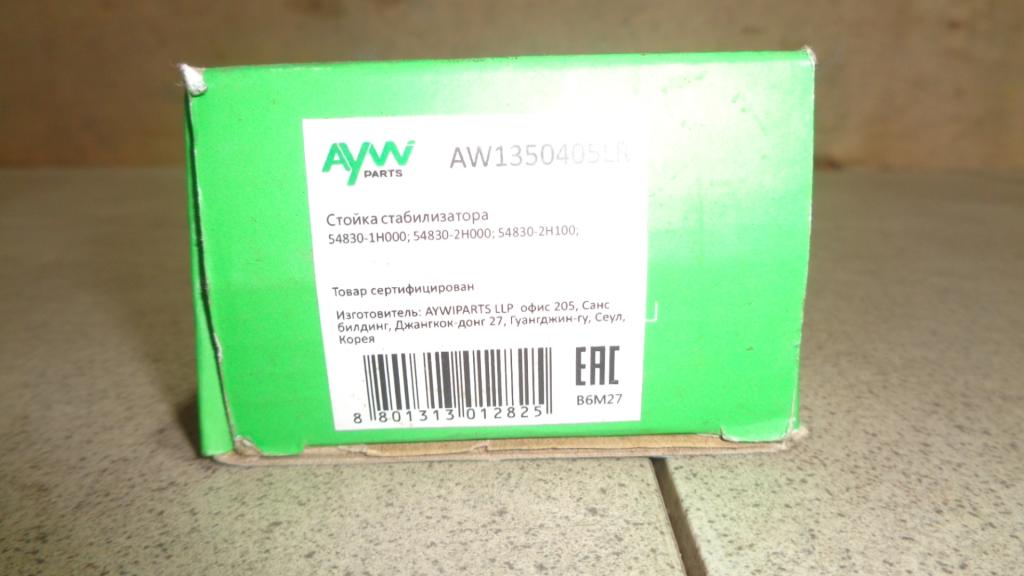 AYWI
PARTS
AW1350405LR
Стойка стабилизатора
54830-1H000; 54830-2H000; 54830-2H100;
Товар сертифицирован
Изготовитель: AYWIPARTS LLP офис 205, Санс
билдинг, Джангкок-донг 27, Гуангджин-гу, Сеул,
Корея
EAC
B6M27
8 801313 012825